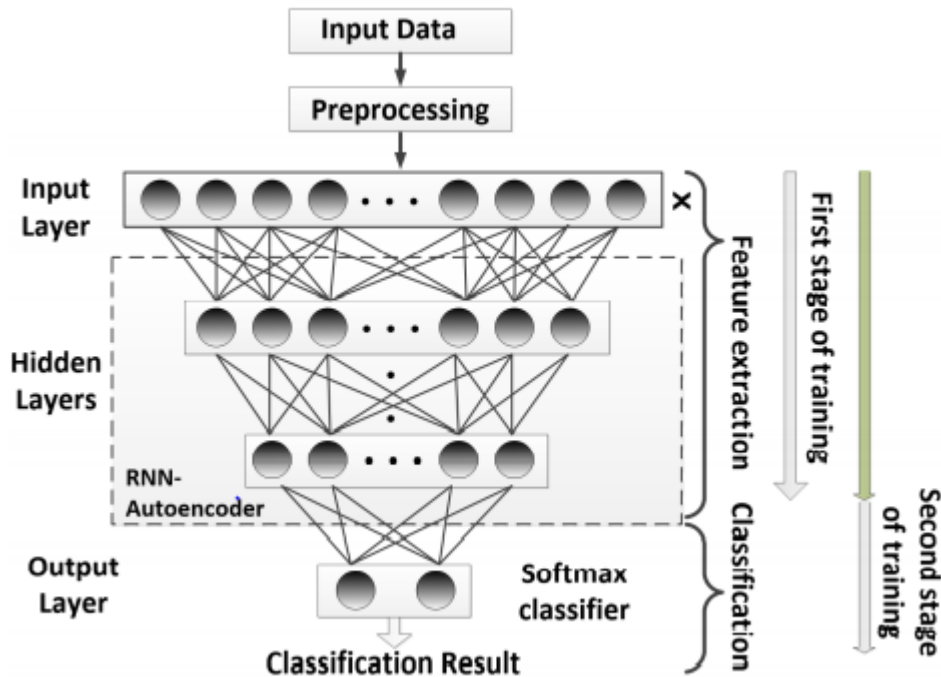 Input Data
Preprocessing
Input
Layer
X
Hidden
Layers
RNN-
Autoencoder
Output
Layer
Softmax
classifier
Classification Result
Feature extraction
Classification
First stage of training
Second stage
of training